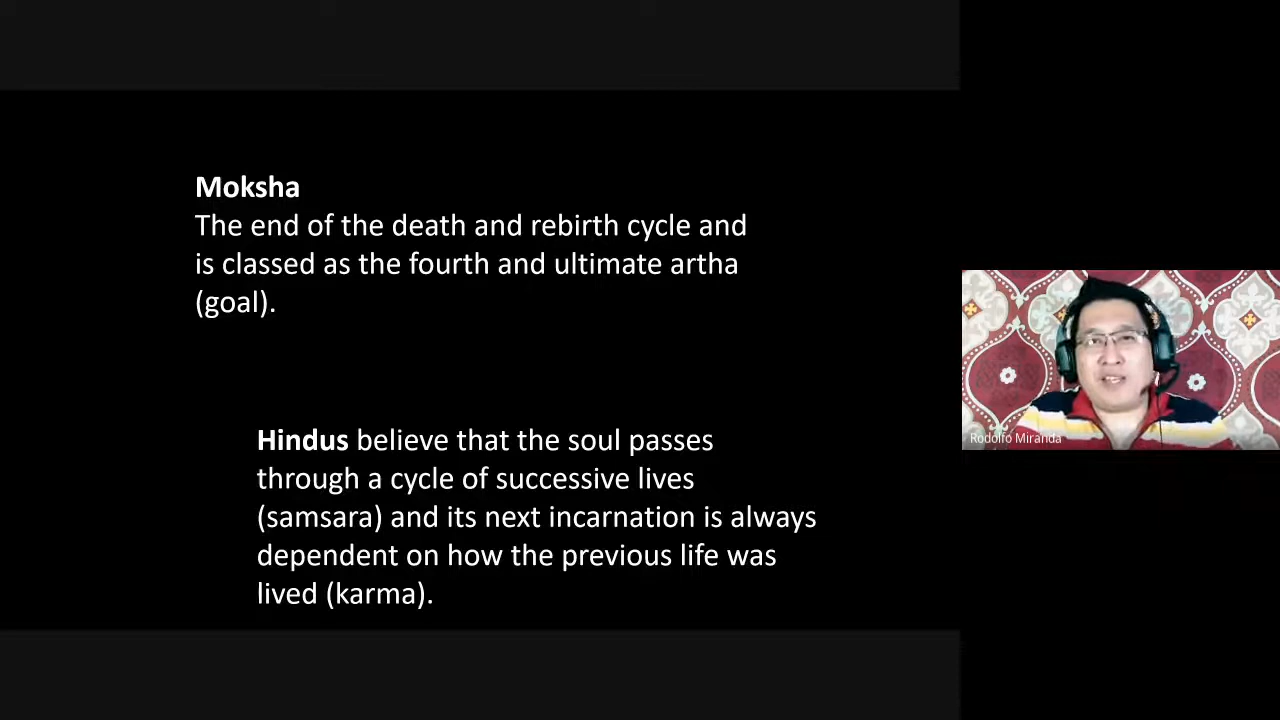 Moksha
The end of the death and rebirth cycle and
is classed as the fourth and ultimate artha
(goal).
Hindus believe that the soul passes
through a cycle of successive lives
(samsara) and its next incarnation is always
dependent on how the previous life was
lived (karma).
Rodolfo Miranda